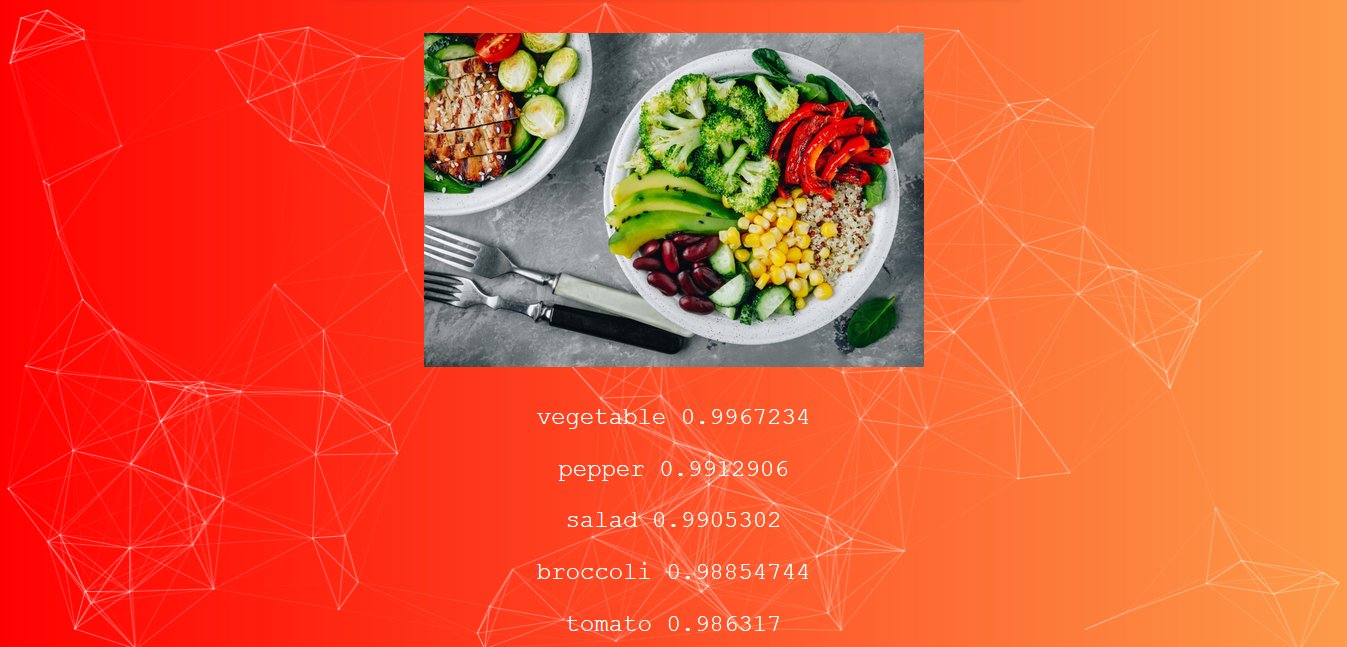 vegetable 0.9967234
pepper 0.9912906
salad 0.9905302
broccoli 0.98854744
tomato 0.986317